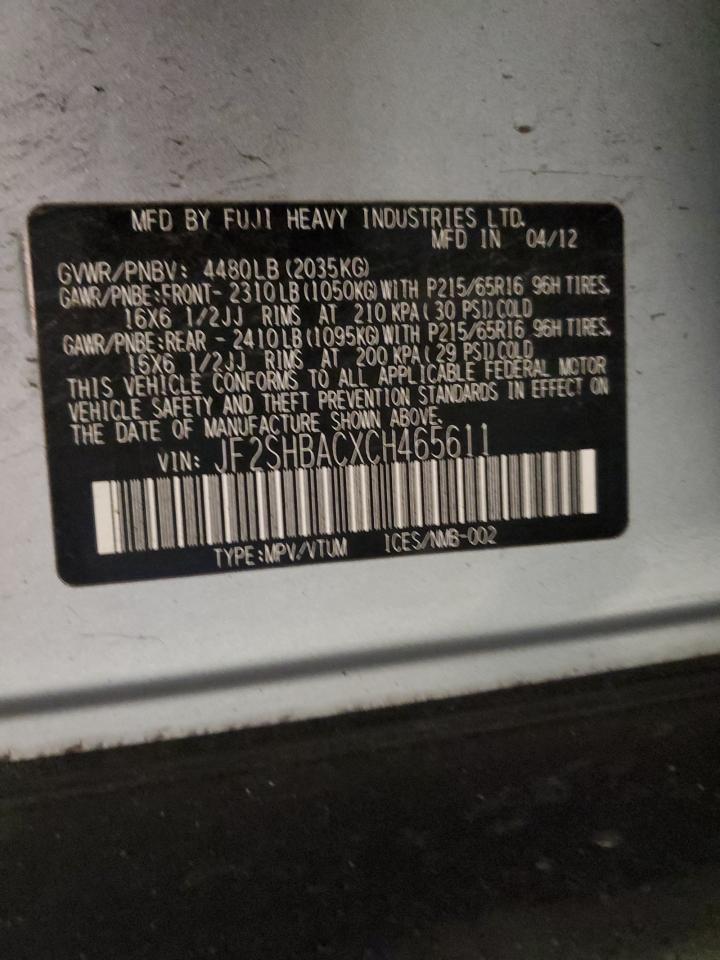 MFD BY FUJI HEAVY INDUSTRIES LTD.
MFD IN 04/12
GVWR/PNBV: 4480LB(2035KG)
GAWR/PNBE:FRONT- 2310LB(1050KG)WITH P215/65R16 96H TIRES,
16X6 1/2JJ RIMS AT 210 KPA(30 PSI)COLD
GAWR/PNBE:REAR - 2410LB(1095KG)WITH P215/65R16 96H TIRES,
16X6 1/2JJ RIMS AT 200 KPA(29 PSI)COLD
THIS VEHICLE CONFORMS TO ALL APPLICABLE FEDERAL MOTOR
VEHICLE SAFETY AND THEFT PREVENTION STANDARDS IN EFFECT ON
THE DATE OF MANUFACTURE SHOWN ABOVE.
VIN: JF2SHBACXCH465611
TYPE:MPV/VTUM ICES/NMB-002